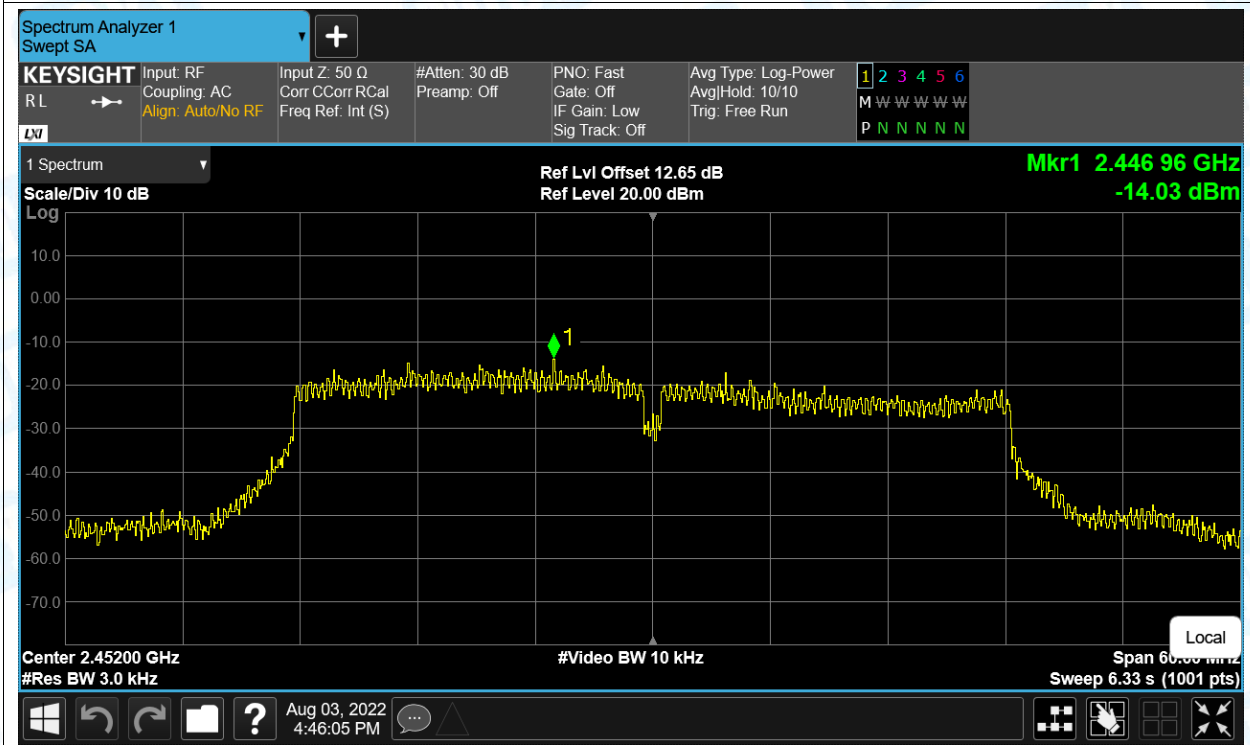 Spectrum Analyzer 1
Swept SA
KEYSIGHT
R L
LXI
Input: RF
Coupling: AC
Align: Auto/No RF
Input Z: 50 Ω
Corr CCorr RCal
Freq Ref: Int (S)
#Atten: 30 dB
Preamp: Off
PNO: Fast
Gate: Off
IF Gain: Low
Sig Track: Off
Avg Type: Log-Power
Avg|Hold: 10/10
Trig: Free Run
1 2 3 4 5 6
M W W W W W
P N N N N N
1 Spectrum
Scale/Div 10 dB
Ref Lvl Offset 12.65 dB
Ref Level 20.00 dBm
Mkr1 2.446 96 GHz
-14.03 dBm
Log
10.0
0.00
-10.0
1
-20.0
-30.0
-40.0
-50.0
-60.0
-70.0
Local
Center 2.45200 GHz
#Video BW 10 kHz
Span
#Res BW 3.0 kHz
Sweep 6.33 s (1001 pts)
?
Aug 03, 2022
4:46:05 PM